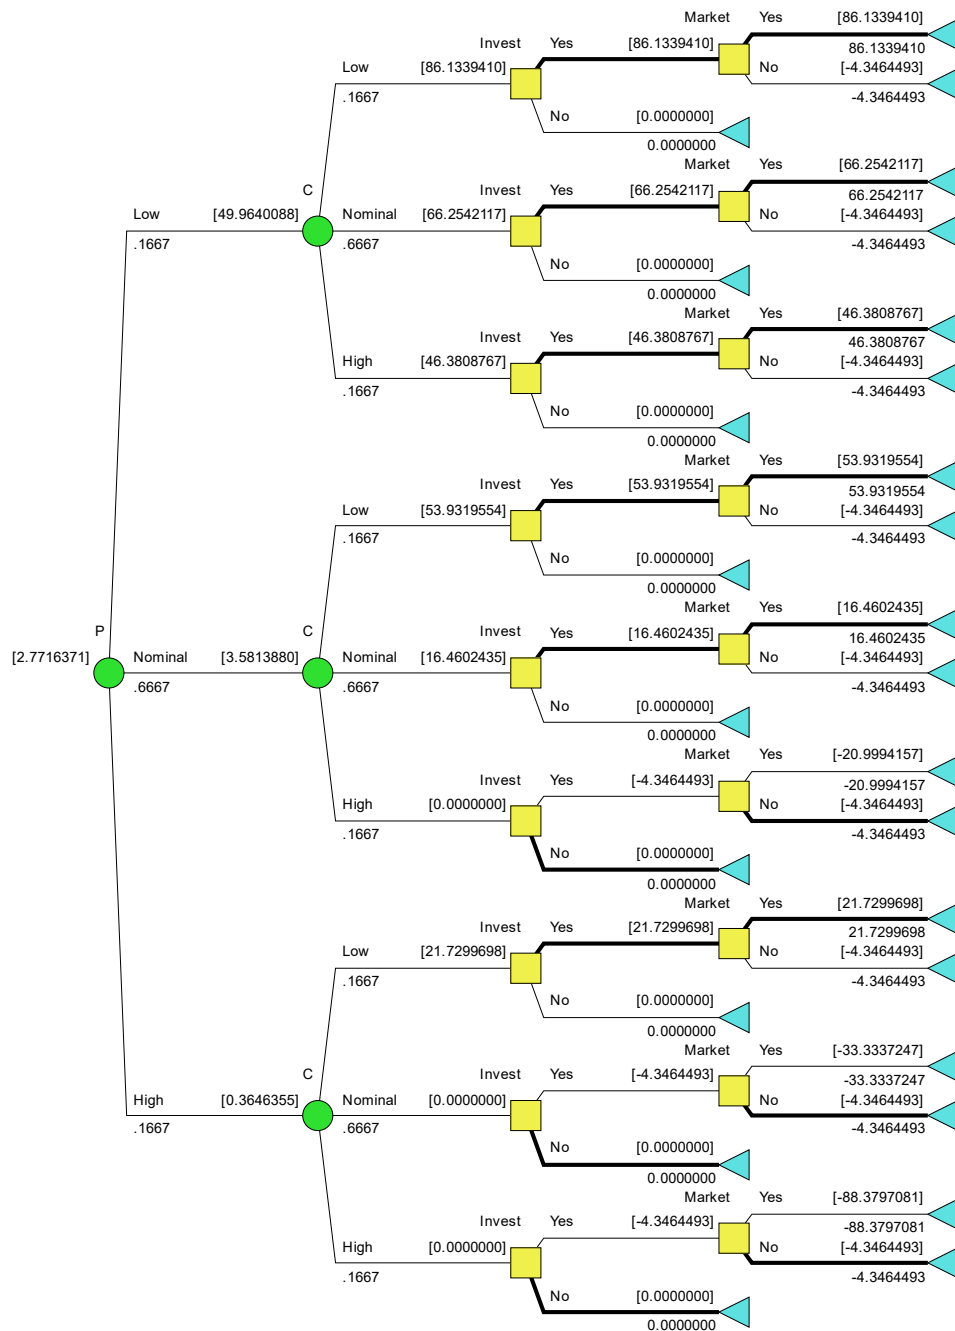 Market Yes [86.1339410]
Invest Yes [86.1339410] 86.1339410
Low [86.1339410] No [-4.3464493]
.1667 -4.3464493
No [0.0000000]
0.0000000
Market Yes [66.2542117]
C Invest Yes [66.2542117] 66.2542117
Low [49.9640088] Nominal [66.2542117] No [-4.3464493]
.1667 .6667 -4.3464493
No [0.0000000]
0.0000000
Market Yes [46.3808767]
Invest Yes [46.3808767] 46.3808767
High [46.3808767] No [-4.3464493]
.1667 -4.3464493
No [0.0000000]
0.0000000
Market Yes [53.9319554]
Invest Yes [53.9319554] 53.9319554
Low [53.9319554] No [-4.3464493]
.1667 -4.3464493
No [0.0000000]
0.0000000
Market Yes [16.4602435]
P C Invest Yes [16.4602435] 16.4602435
[2.7716371] Nominal [3.5813880] Nominal [16.4602435] No [-4.3464493]
.6667 .6667 -4.3464493
No [0.0000000]
0.0000000
Market Yes [-20.9994157]
Invest Yes [-4.3464493] -20.9994157
High [0.0000000] No [-4.3464493]
.1667 -4.3464493
No [0.0000000]
0.0000000
Market Yes [21.7299698]
Invest Yes [21.7299698] 21.7299698
Low [21.7299698] No [-4.3464493]
.1667 -4.3464493
No [0.0000000]
0.0000000
Market Yes [-33.3337247]
C Invest Yes [-4.3464493] -33.3337247
High [0.3646355] Nominal [0.0000000] No [-4.3464493]
.1667 .6667 -4.3464493
No [0.0000000]
0.0000000
Market Yes [-88.3797081]
Invest Yes [-4.3464493] -88.3797081
High [0.0000000] No [-4.3464493]
.1667 -4.3464493
No [0.0000000]
0.0000000